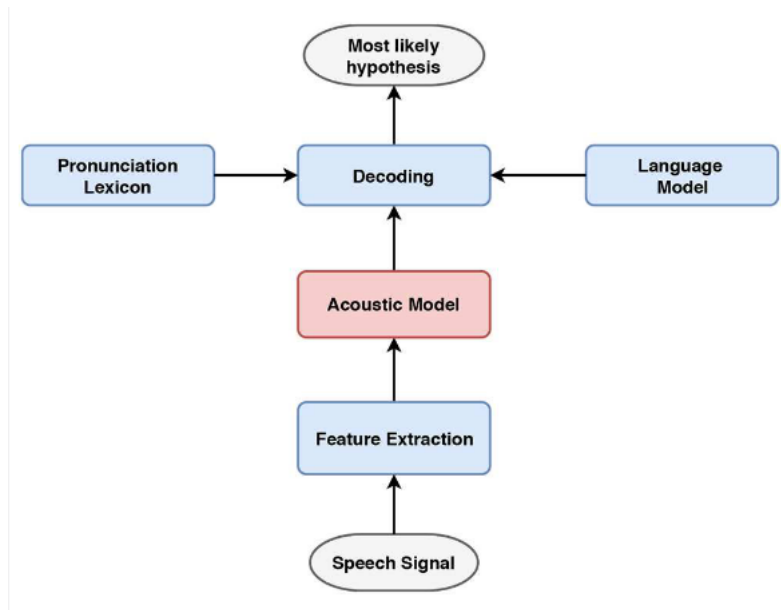 Most likely
hypothesis
Pronunciation
Lexicon
Decoding
Language
Model
Acoustic Model
Feature Extraction
Speech Signal